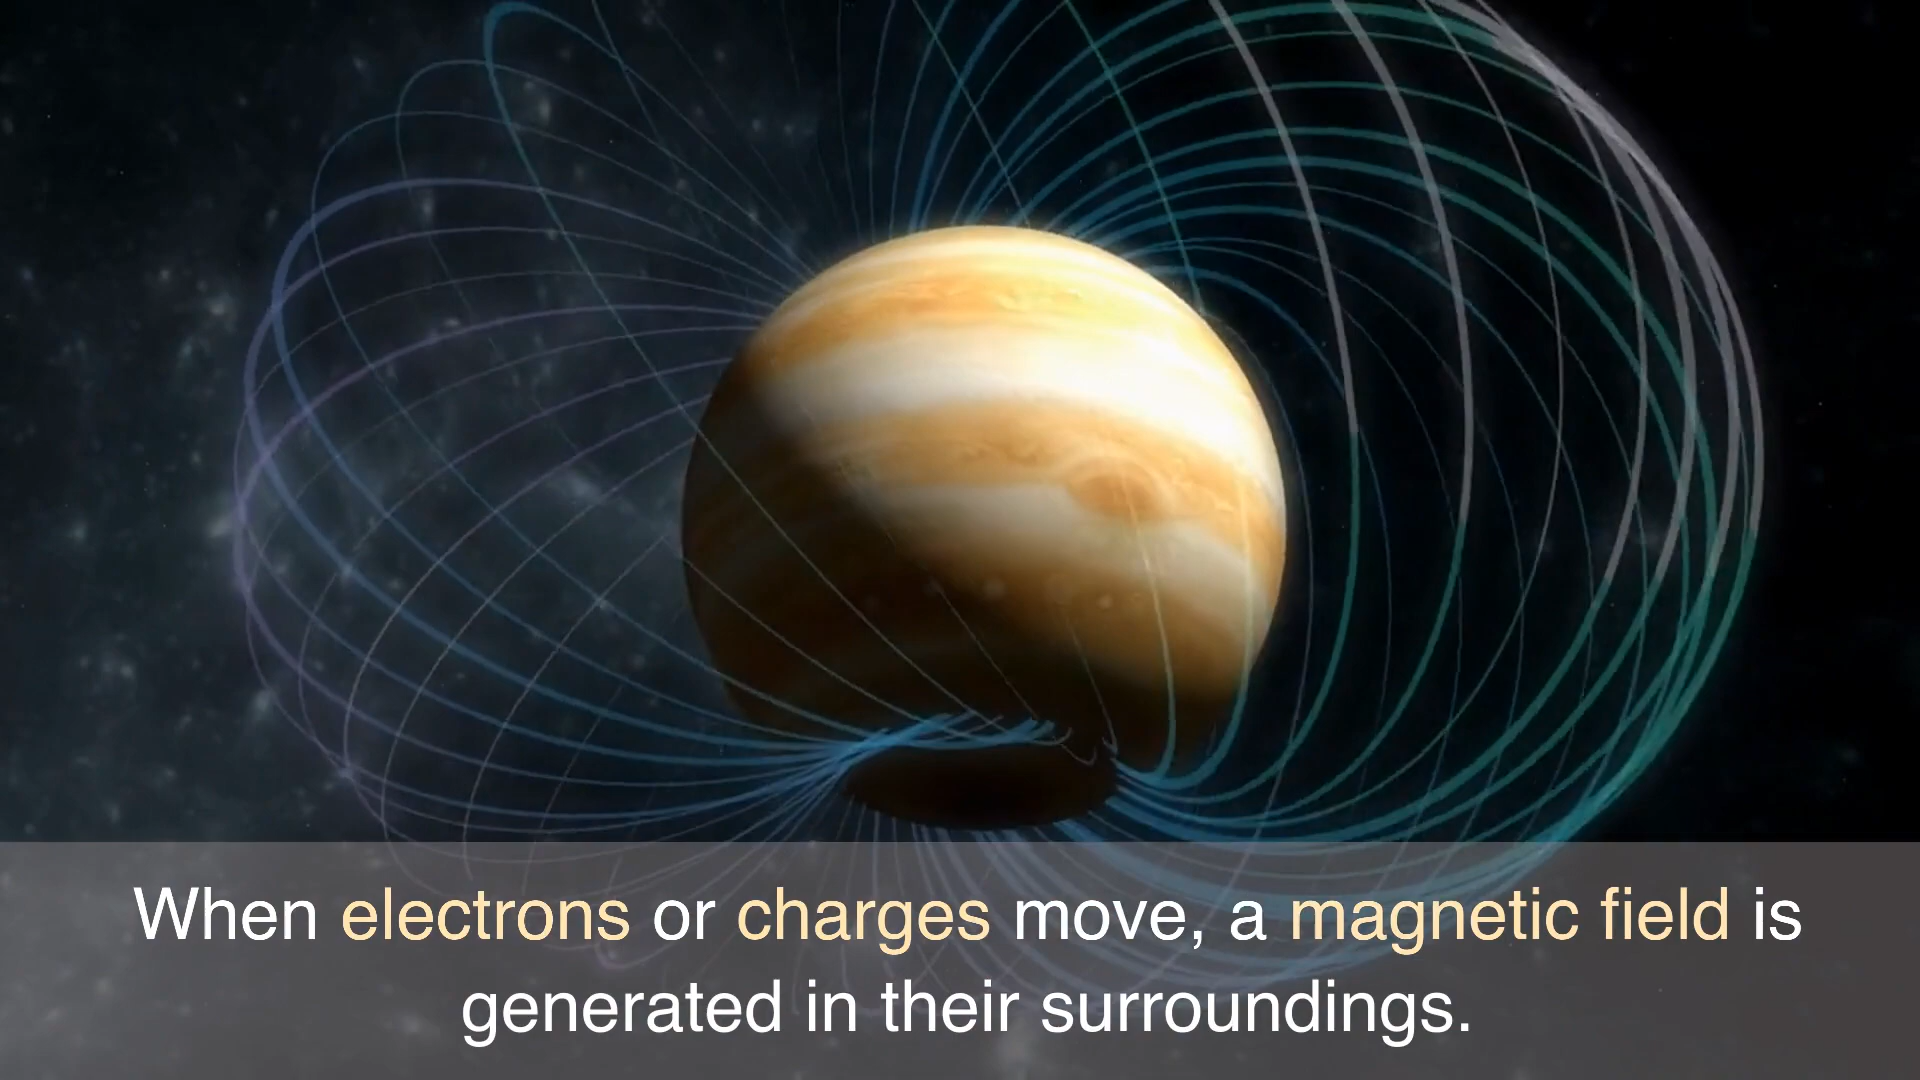 When electrons or charges move, a magnetic field is
generated in their surroundings.